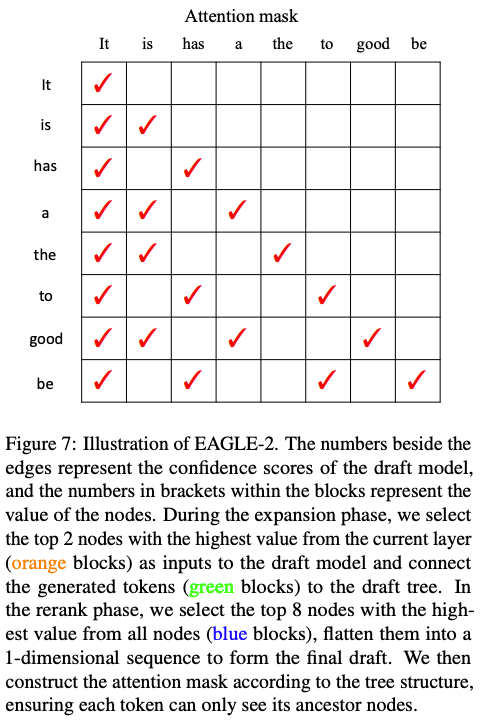 Attention mask
It is has a the to good be
It ✓
is ✓ ✓
has ✓ ✓
a ✓ ✓ ✓
the ✓ ✓ ✓
to ✓ ✓ ✓
good ✓ ✓ ✓ ✓
be ✓ ✓ ✓ ✓
Figure 7: Illustration of EAGLE-2. The numbers beside the
edges represent the confidence scores of the draft model,
and the numbers in brackets within the blocks represent the
value of the nodes. During the expansion phase, we select
the top 2 nodes with the highest value from the current layer
(orange blocks) as inputs to the draft model and connect
the generated tokens (green blocks) to the draft tree. In
the rerank phase, we select the top 8 nodes with the high-
est value from all nodes (blue blocks), flatten them into a
1-dimensional sequence to form the final draft. We then
construct the attention mask according to the tree structure,
ensuring each token can only see its ancestor nodes.